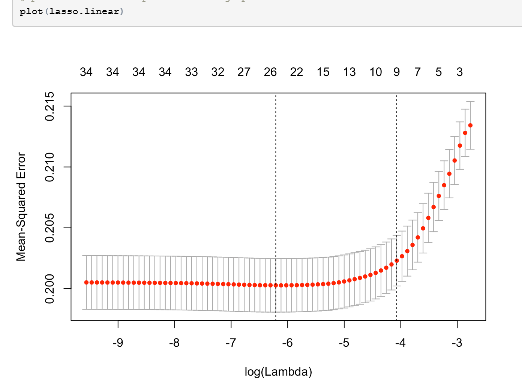 plot(lasso.linear)
34 34 34 34 33 32 27 26 22 15 13 10 9 7 5 3
0.215
0.210
0.205
0.200
Mean-Squared Error
-9 -8 -7 -6 -5 -4 -3
log(Lambda)